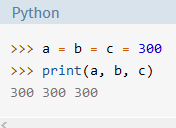 Python
>>> a = b = c = 300
>>> print(a, b, c)
300 300 300